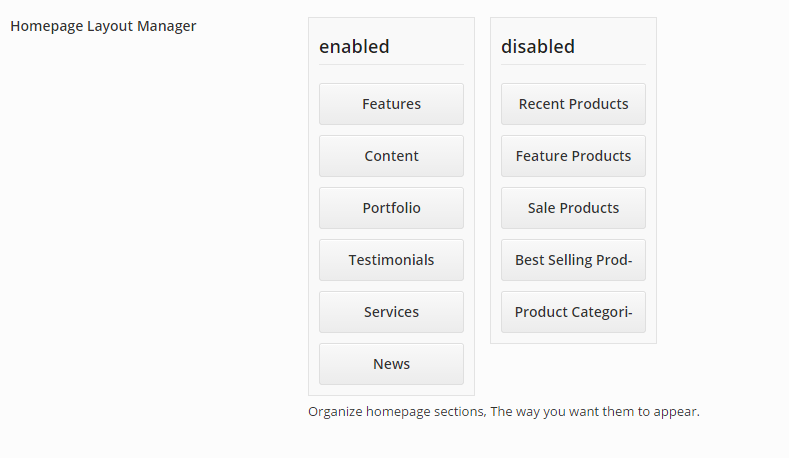 Homepage Layout Manager
enabled
Features
Content
Portfolio
Testimonials
Services
News
disabled
Recent Products
Feature Products
Sale Products
Best Selling Prod-
Product Categori-
Organize homepage sections, The way you want them to appear.